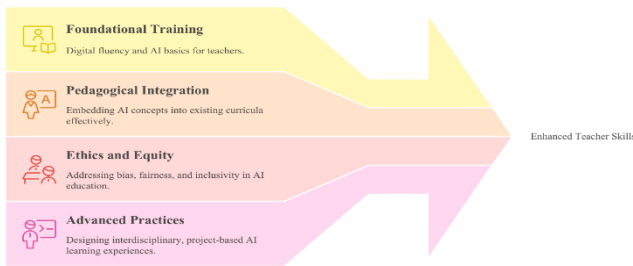 Foundational Training
Digital fluency and AI basics for teachers.
Pedagogical Integration
Embedding AI concepts into existing curricula
effectively.
Ethics and Equity
Addressing bias, fairness, and inclusivity in AI
education.
Advanced Practices
Designing interdisciplinary, project-based AI
learning experiences.
Enhanced Teacher Skills
A